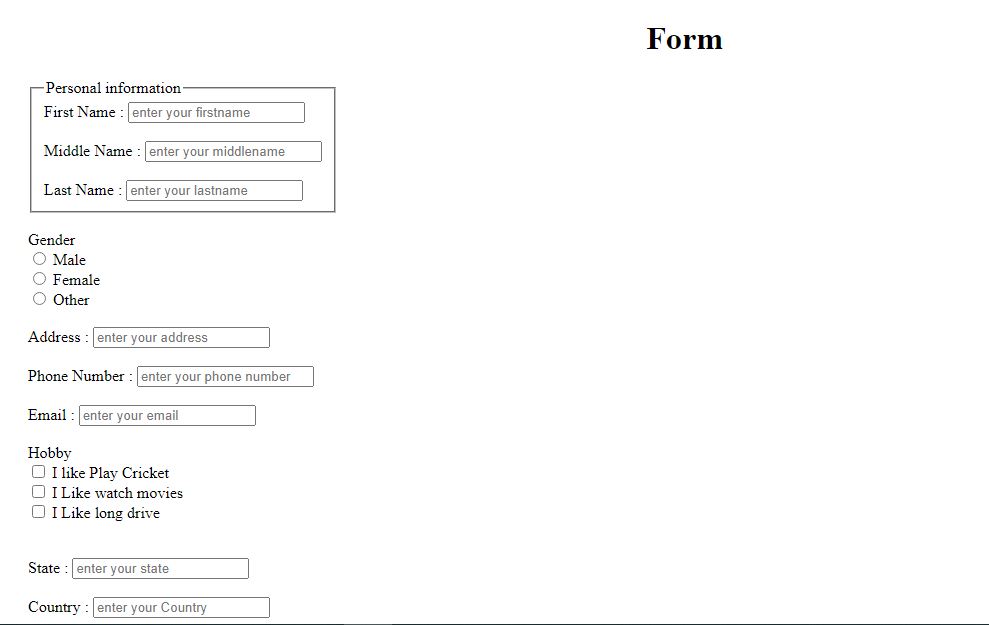 Form
Personal information
First Name : enter your firstname
Middle Name : enter your middlename
Last Name : enter your lastname
Gender
Male
Female
Other
Address : enter your address
Phone Number : enter your phone number
Email : enter your email
Hobby
I like Play Cricket
I Like watch movies
I Like long drive
State : enter your state
Country : enter your Country